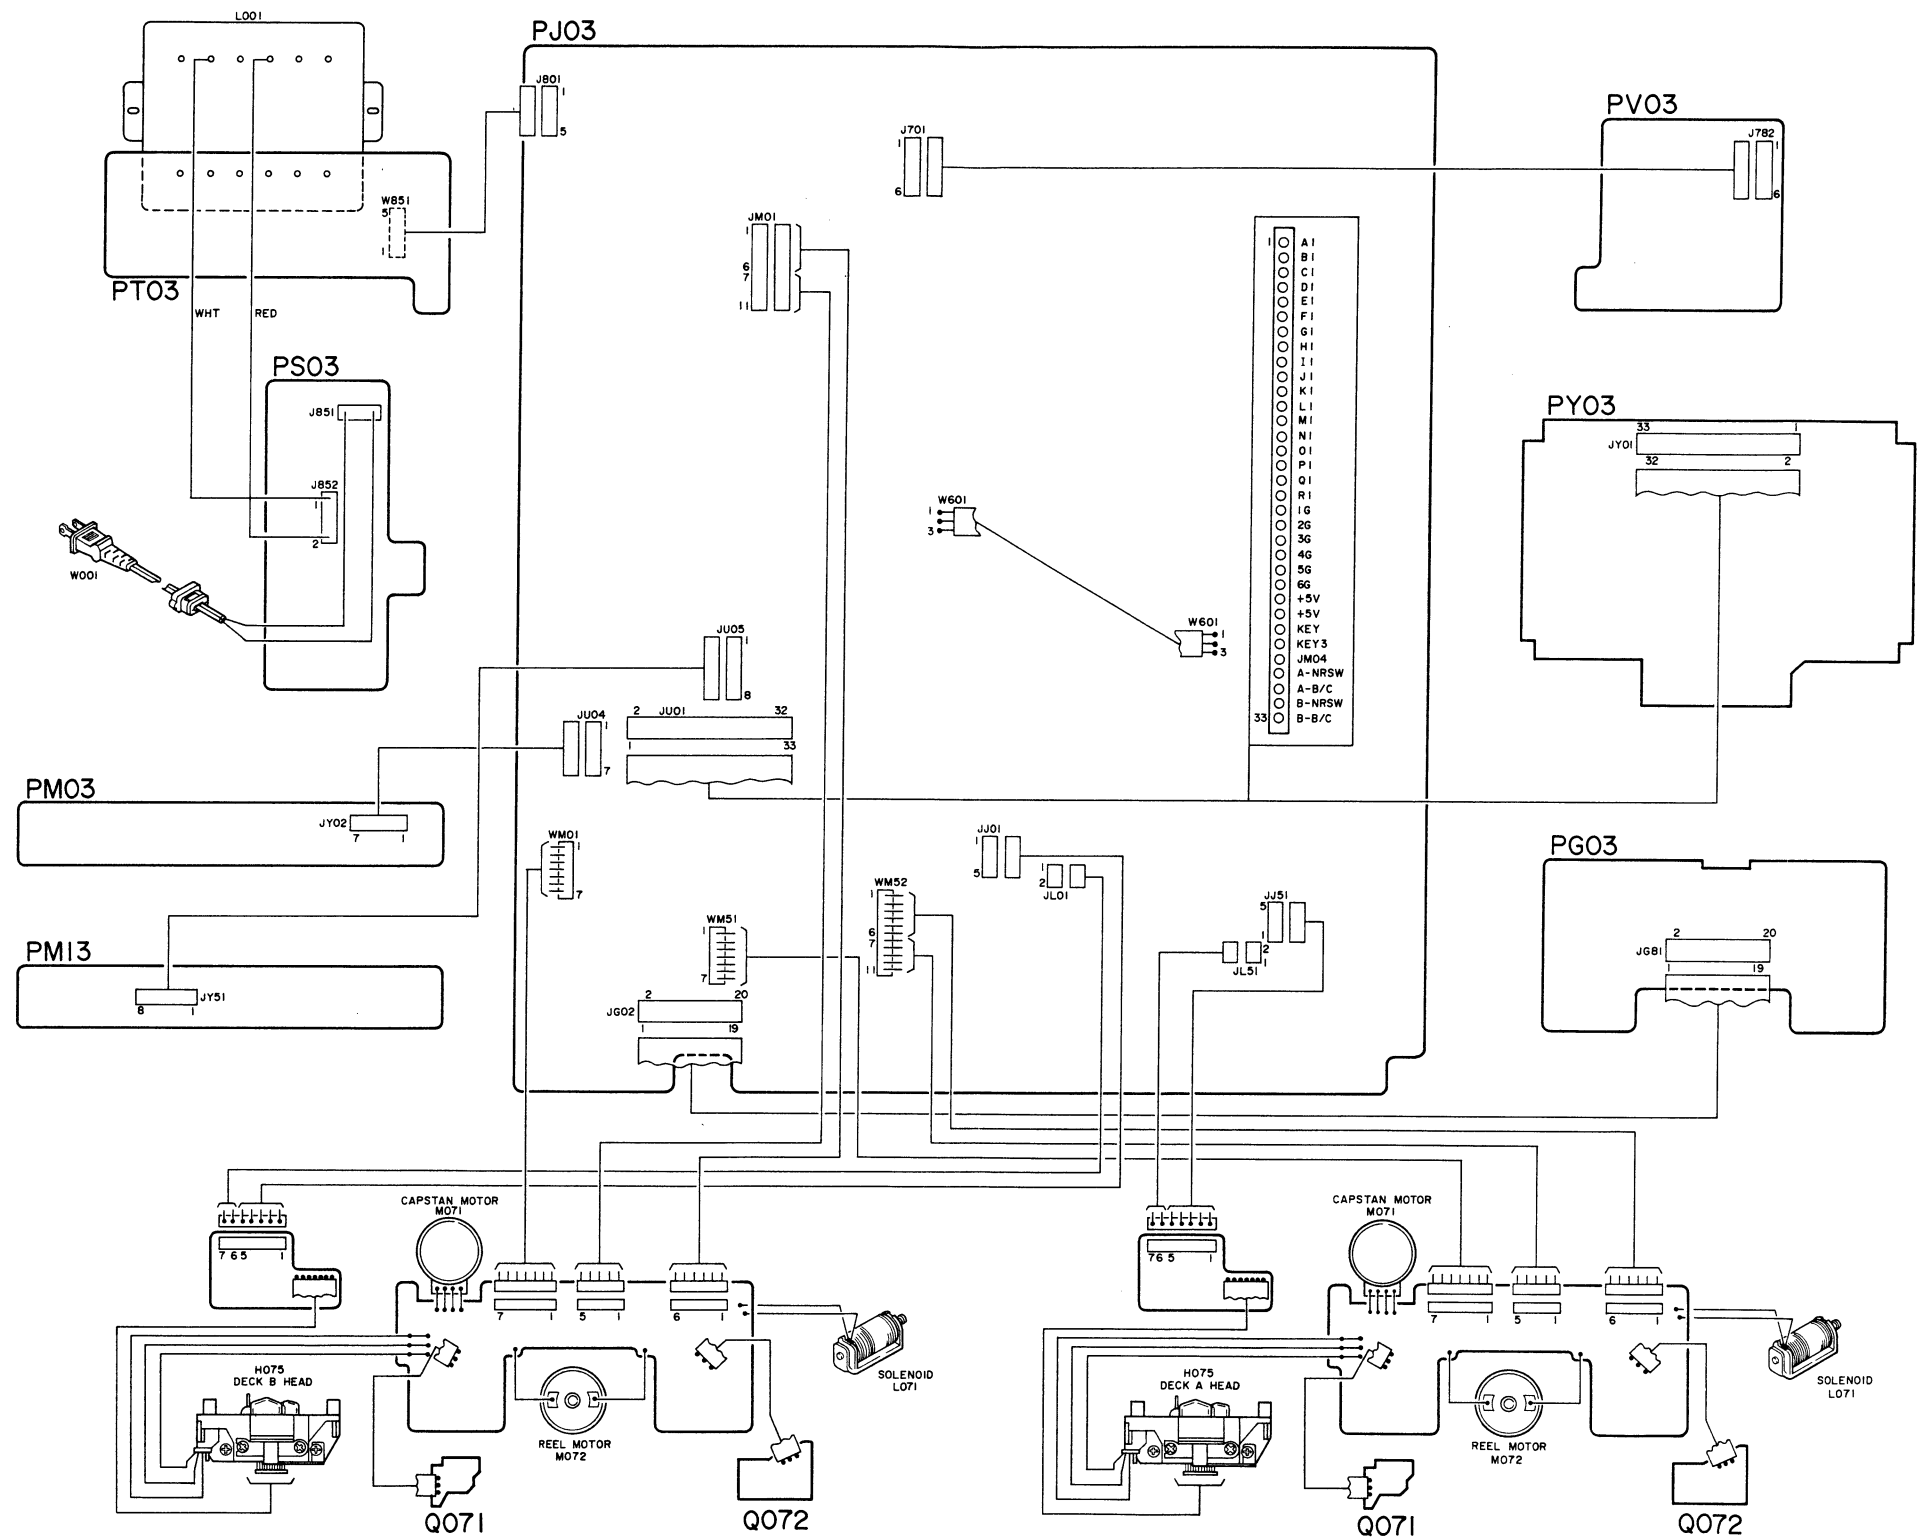 L001
PJ03
J801
1
5
PV03
J782
1
6
J701
1
6
W851
5
1
PT03
WHT
RED
JM01
1
6
7
11
1
A1
B1
C1
D1
E1
F1
G1
H1
I1
J1
K1
L1
M1
N1
O1
P1
Q1
R1
1G
2G
3G
4G
5G
6G
+5V
+5V
KEY
KEY3
JM04
A-NRSW
A-B/C
B-NRSW
33 B-B/C
PS03
J851
J852
1
2
W001
W601
1
3
W601
1
3
PY03
33 1
JY01
32 2
JU05
1
8
JU04
1
7
2 JU01 32
1 33
PM03
JY02
7 1
PM13
JY51
8 1
WM01
1
7
JJ01
1
5
1
2
JL01
WM52
1
6
7
11
WM51
1
7
JJ51
5
1
2
1
JL51
PG03
2 20
JG81
1 19
2 20
JG02
1 19
CAPSTAN MOTOR
M071
7 6 5 1
7 1
5 1
6 1
SOLENOID
L071
H075
DECK B HEAD
REEL MOTOR
M072
Q071
Q072
CAPSTAN MOTOR
M071
7 6 5 1
7 1
5 1
6 1
SOLENOID
L071
H075
DECK A HEAD
REEL MOTOR
M072
Q071
Q072